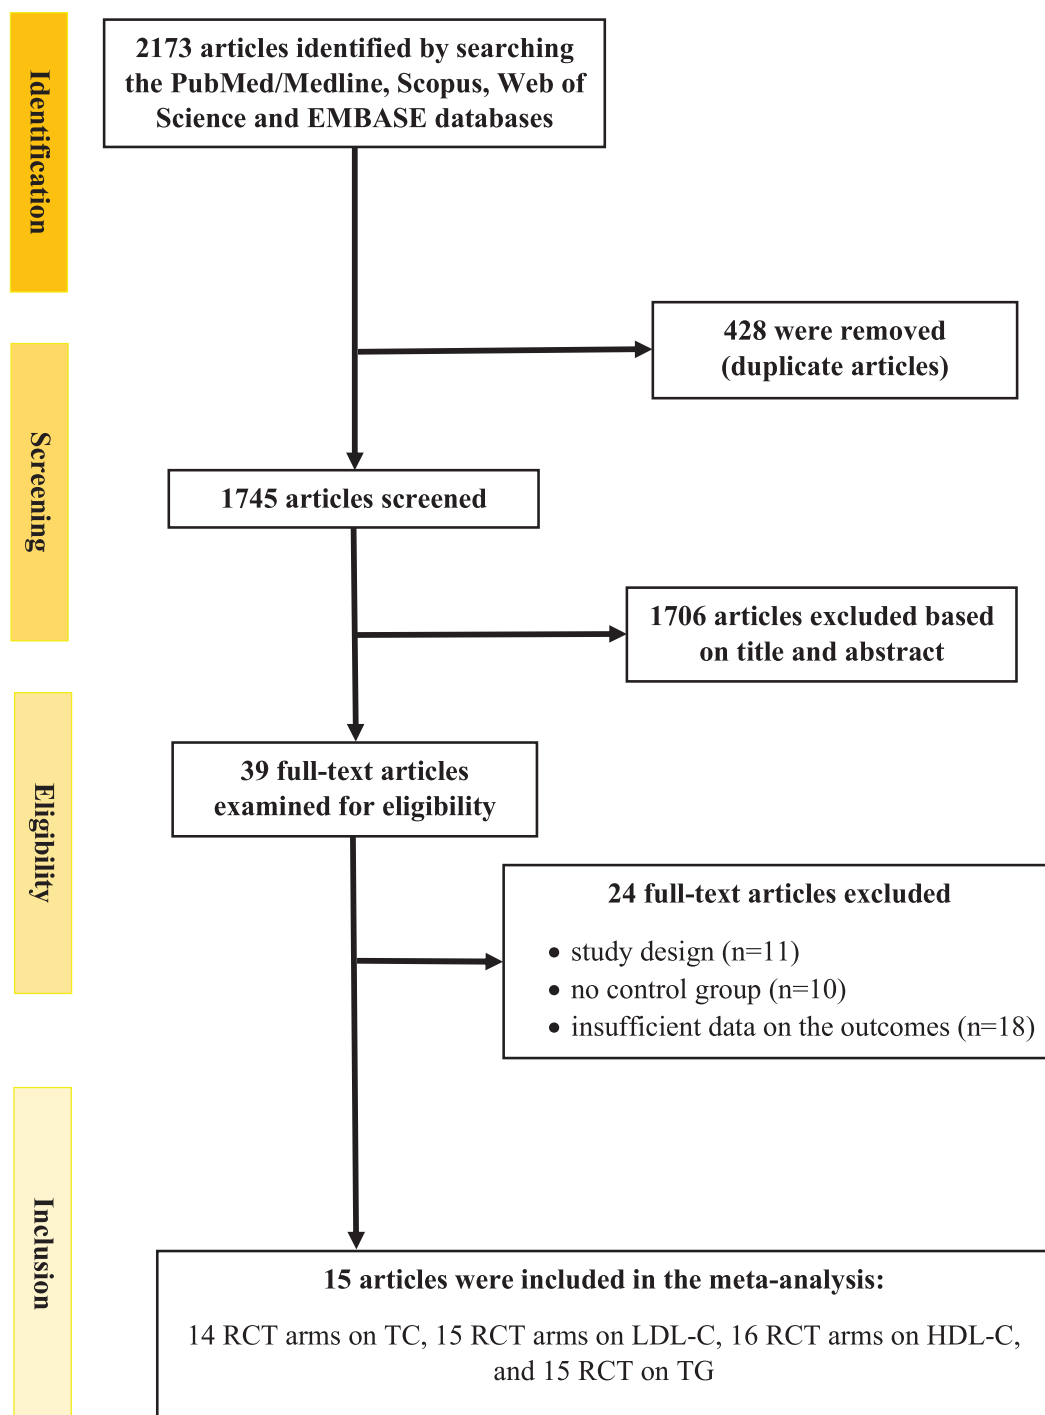 Identification
2173 articles identified by searching
the PubMed/Medline, Scopus, Web of
Science and EMBASE databases
428 were removed
(duplicate articles)
Screening
1745 articles screened
1706 articles excluded based
on title and abstract
Eligibility
39 full-text articles
examined for eligibility
24 full-text articles excluded
• study design (n=11)
• no control group (n=10)
• insufficient data on the outcomes (n=18)
Inclusion
15 articles were included in the meta-analysis:
14 RCT arms on TC, 15 RCT arms on LDL-C, 16 RCT arms on HDL-C,
and 15 RCT on TG